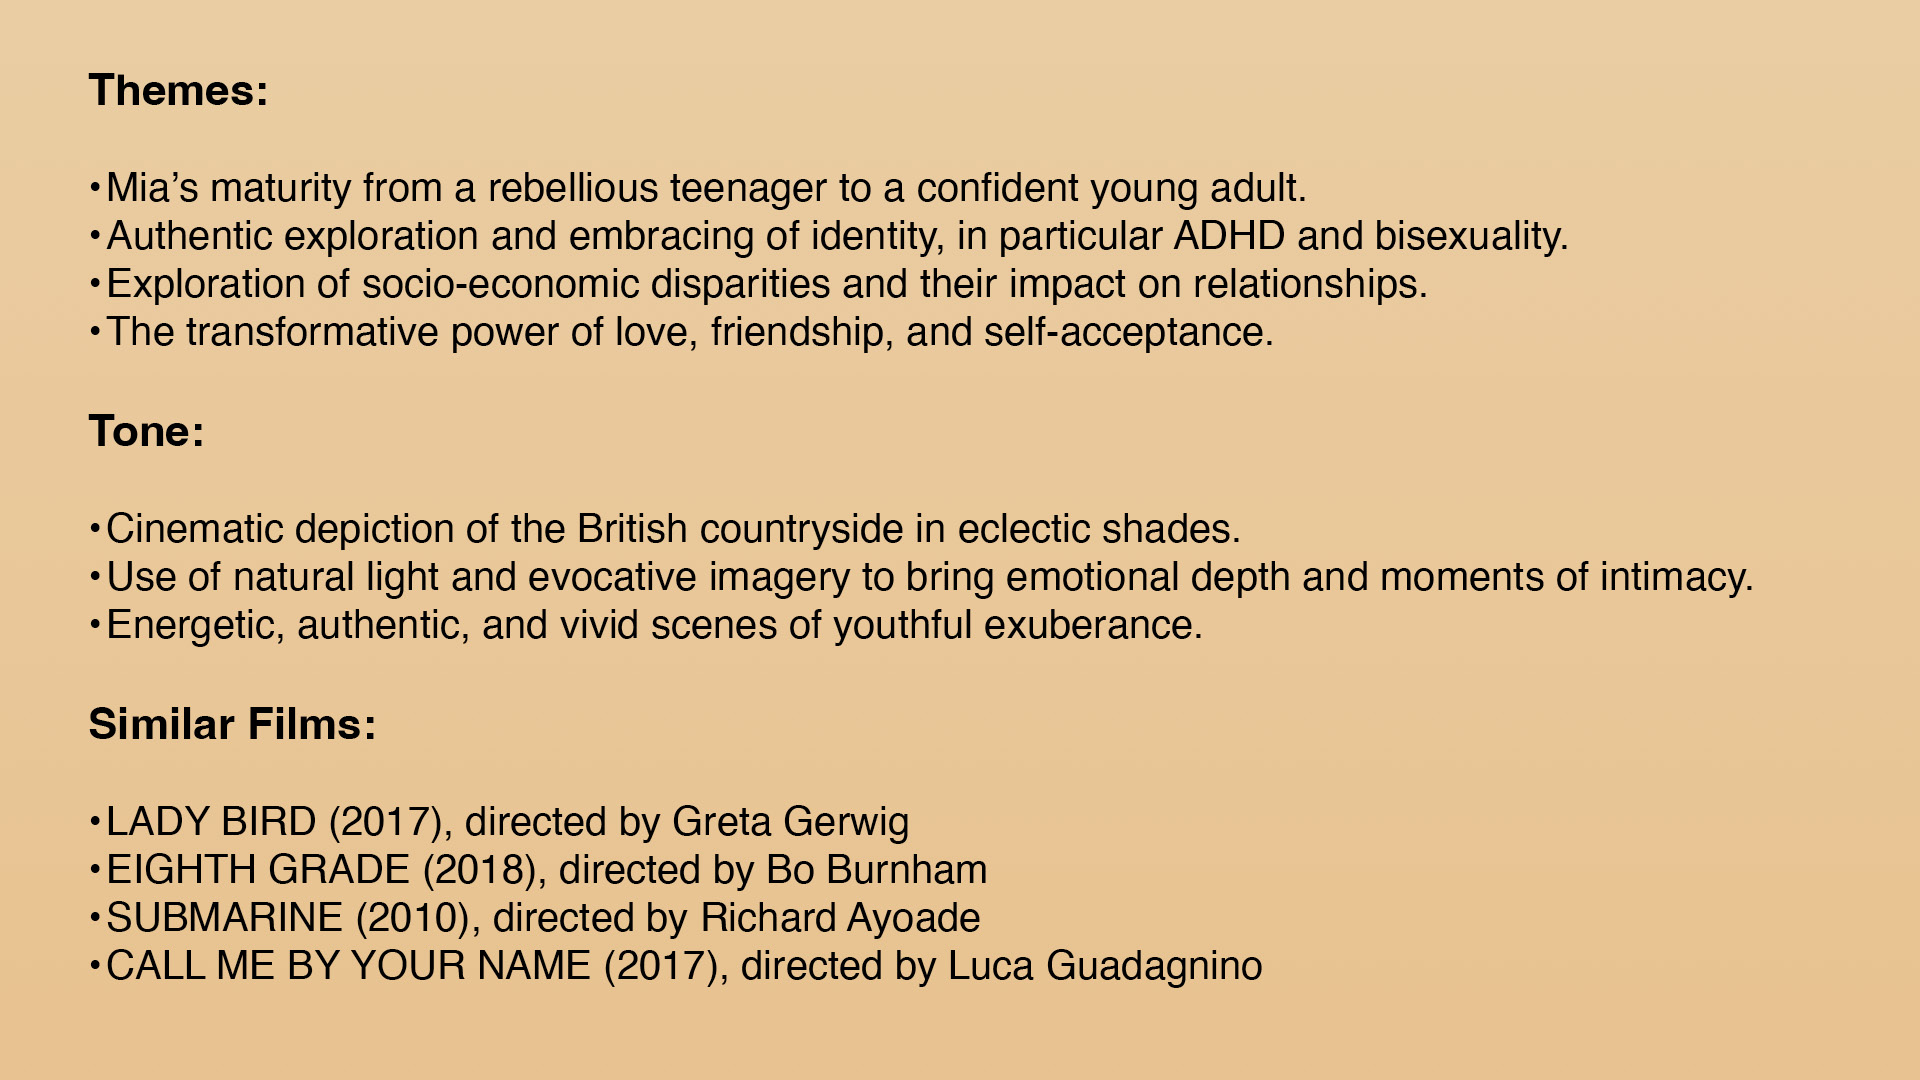 Themes:
•Mia’s maturity from a rebellious teenager to a confident young adult.
•Authentic exploration and embracing of identity, in particular ADHD and bisexuality.
•Exploration of socio-economic disparities and their impact on relationships.
•The transformative power of love, friendship, and self-acceptance.
Tone:
•Cinematic depiction of the British countryside in eclectic shades.
•Use of natural light and evocative imagery to bring emotional depth and moments of intimacy.
•Energetic, authentic, and vivid scenes of youthful exuberance.
Similar Films:
•LADY BIRD (2017), directed by Greta Gerwig
•EIGHTH GRADE (2018), directed by Bo Burnham
•SUBMARINE (2010), directed by Richard Ayoade
•CALL ME BY YOUR NAME (2017), directed by Luca Guadagnino